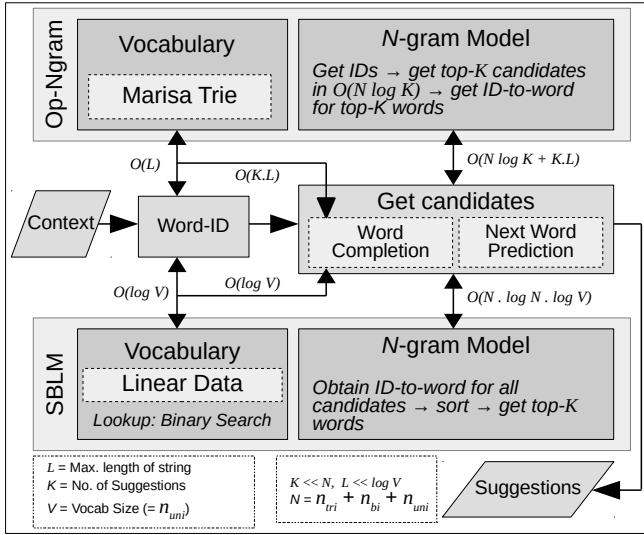 Op-Ngram
Vocabulary
Marisa Trie
N-gram Model
Get IDs → get top-K candidates
in O(N log K) → get ID-to-word
for top-K words
O(L)
O(K.L)
O(N log K + K.L)
Context
Word-ID
Get candidates
Word
Completion
Next Word
Prediction
O(log V)
O(log V)
O(N . log N . log V)
SBLM
Vocabulary
Linear Data
Lookup: Binary Search
N-gram Model
Obtain ID-to-word for all
candidates → sort → get top-K
words
L = Max. length of string
K = No. of Suggestions
V = Vocab Size (= n_uni)
K << N, L << log V
N = n_tri + n_bi + n_uni
Suggestions